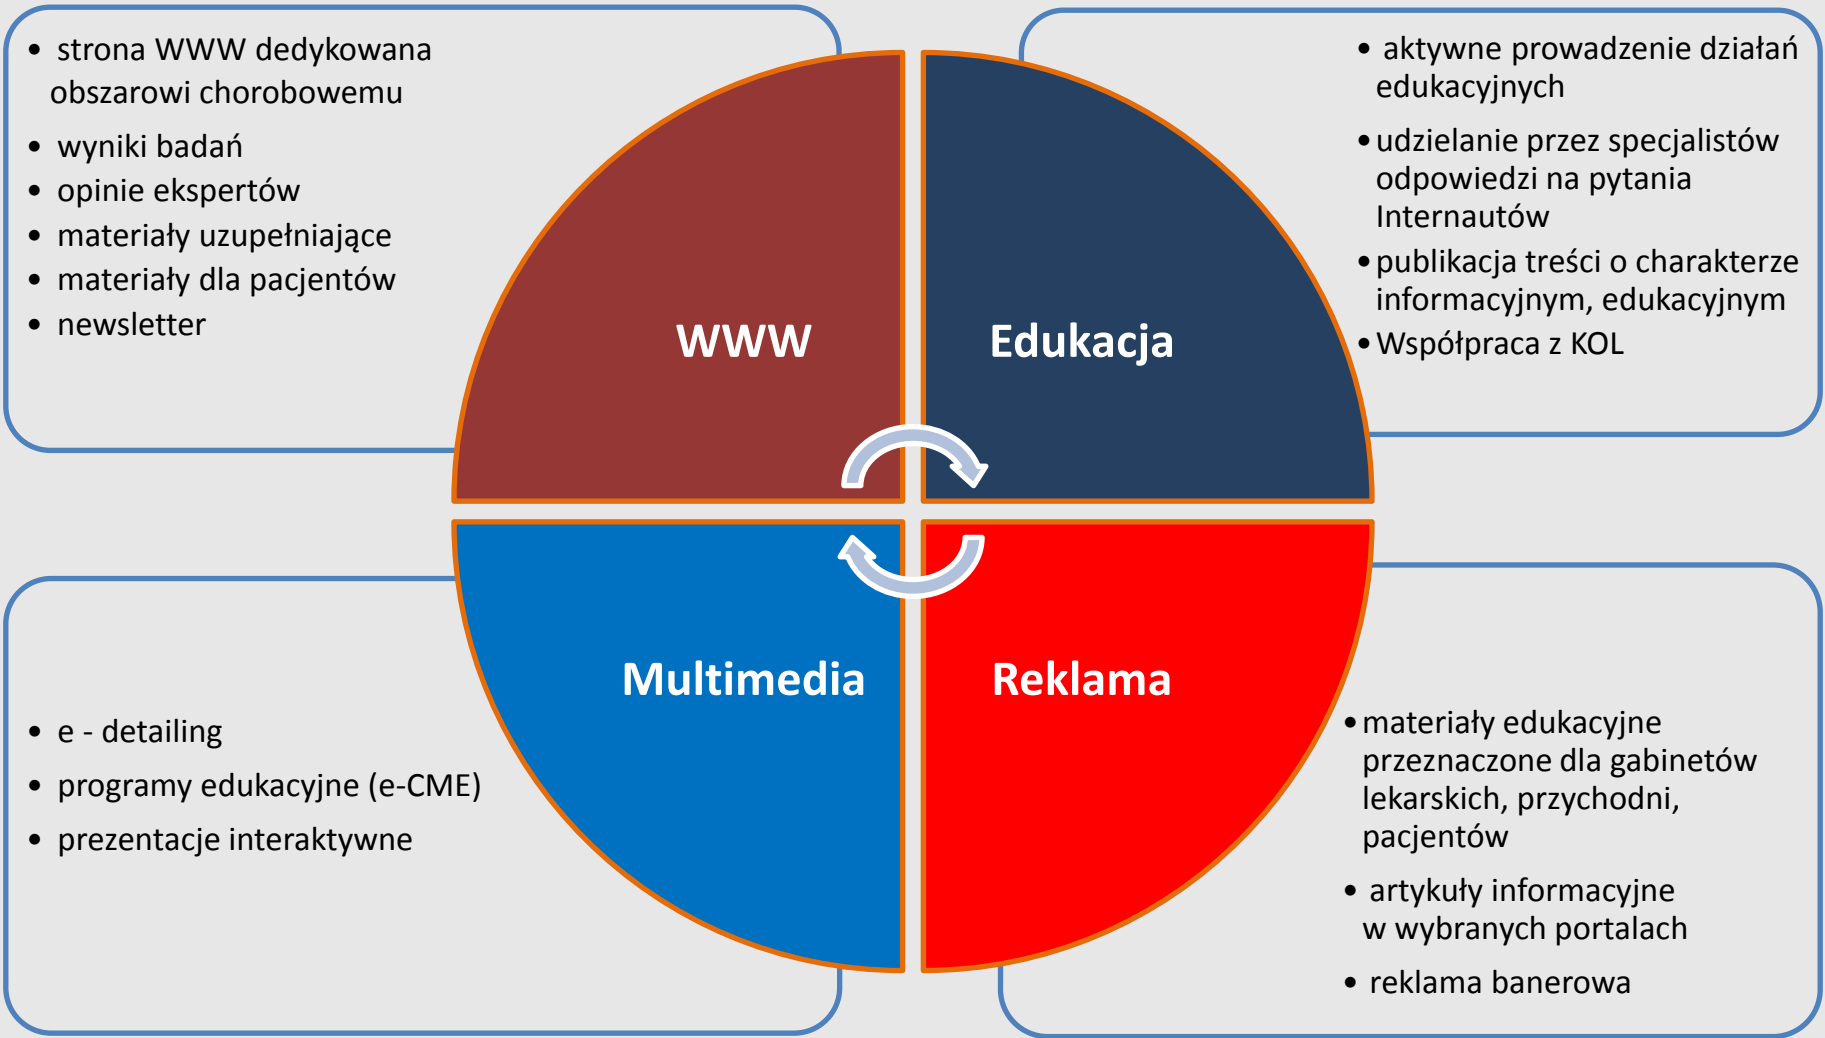 • strona WWW dedykowana
obszarowi chorobowemu
• wyniki badań
• opinie ekspertów
• materiały uzupełniające
• materiały dla pacjentów
• newsletter
WWW
Edukacja
• aktywne prowadzenie działań
edukacyjnych
• udzielanie przez specjalistów
odpowiedzi na pytania
Internautów
• publikacja treści o charakterze
informacyjnym, edukacyjnym
• Współpraca z KOL
• e - detailing
• programy edukacyjne (e-CME)
• prezentacje interaktywne
Multimedia
Reklama
• materiały edukacyjne
przeznaczone dla gabinetów
lekarskich, przychodni,
pacjentów
• artykuły informacyjne
w wybranych portalach
• reklama banerowa